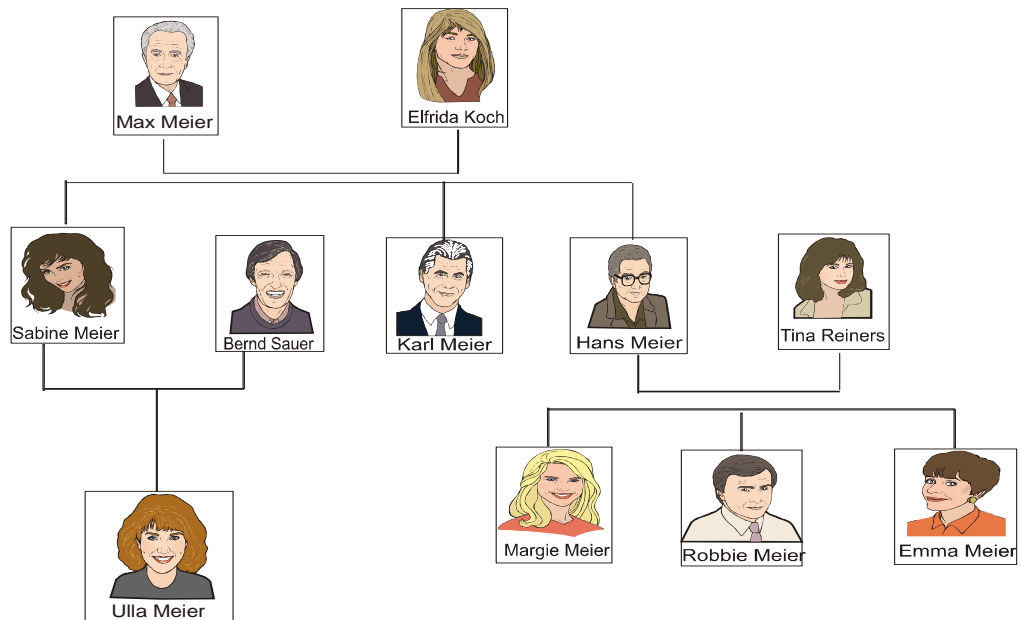 Max Meier
Elfrida Koch
Sabine Meier
Bernd Sauer
Karl Meier
Hans Meier
Tina Reiners
Margie Meier
Robbie Meier
Emma Meier
Ulla Meier